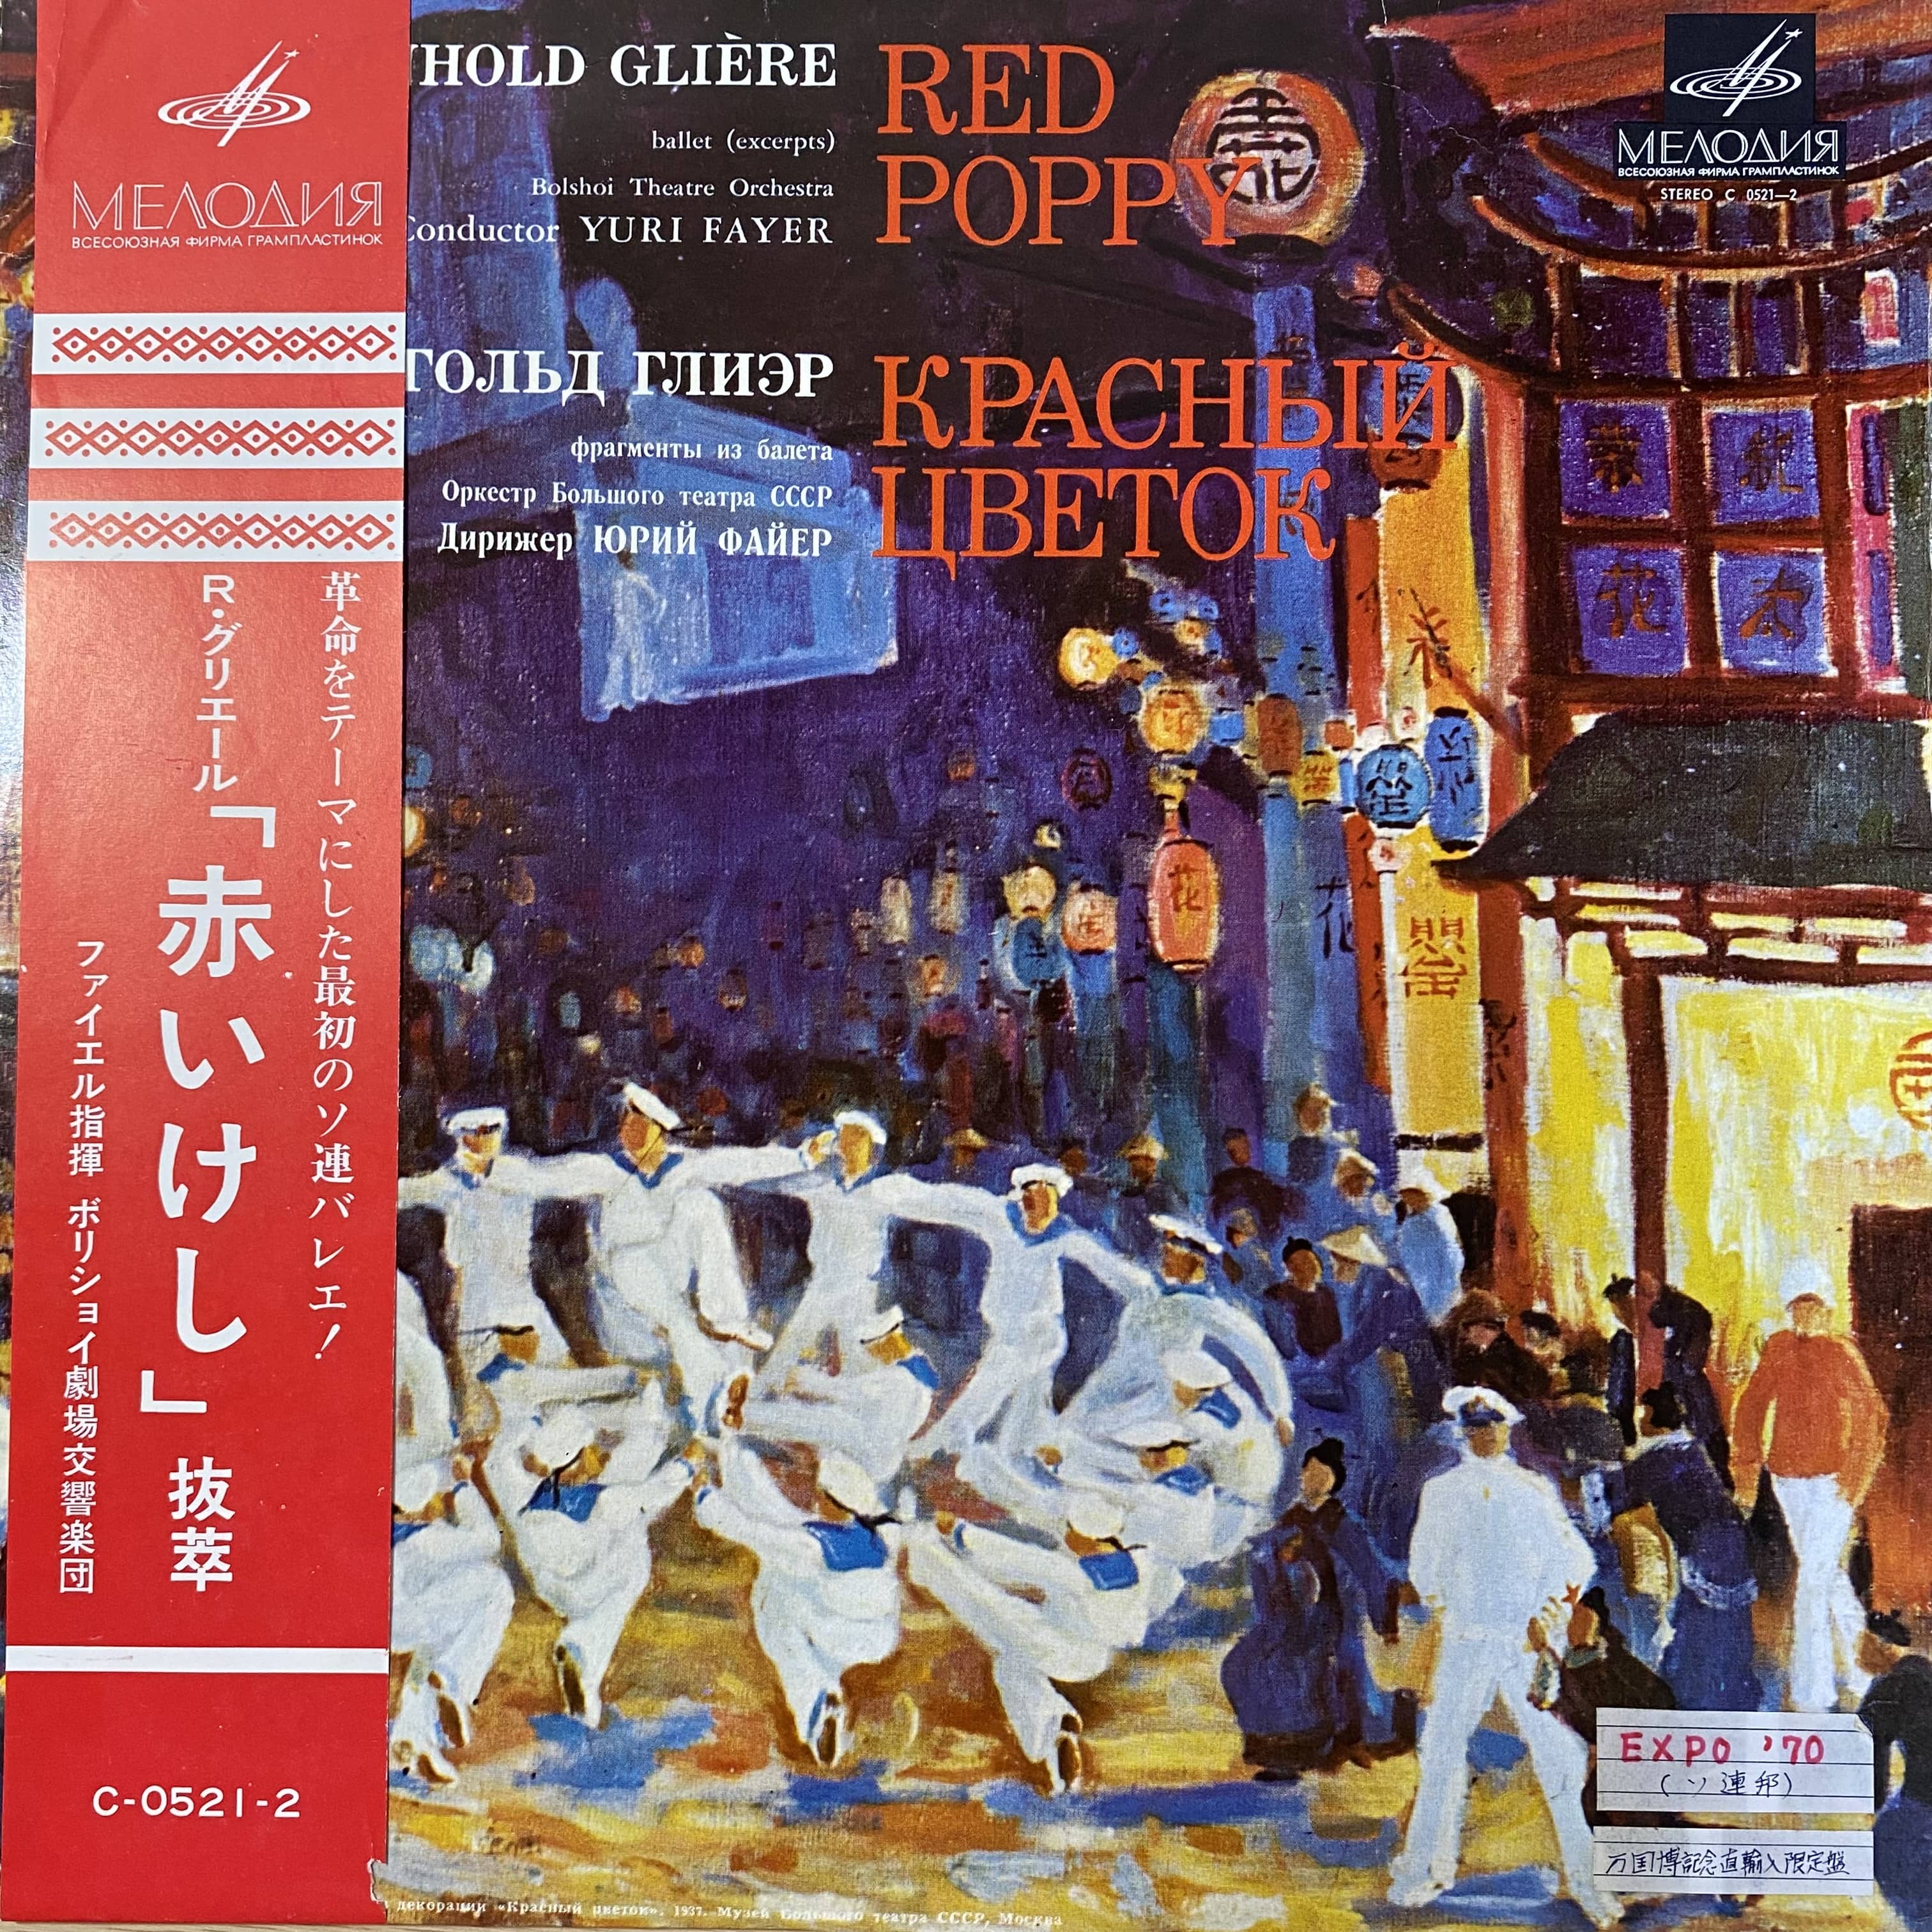 МЕЛОДИЯ
ВСЕСОЮЗНАЯ ФИРМА ГРАМПЛАСТИНОК
革命をテーマにした最初のソ連バレエ!
R・グリエール「赤いけし」抜萃
ファイエル指揮 ボリショイ劇場交響楽団
C-0521-2
HOLD GLIÈRE
ballet (excerpts)
Bolshoi Theatre Orchestra
Conductor YURI FAYER
RED
POPPY
ГОЛЬД ГЛИЭР
фрагменты из балета
Оркестр Большого театра СССР
Дирижер ЮРИЙ ФАЙЕР
КРАСНЫЙ
ЦВЕТОК
МЕЛОДИЯ
ВСЕСОЮЗНАЯ ФИРМА ГРАМПЛАСТИНОК
STEREO C 0521—2
花
花
太
花
EXPO '70
(ソ連邦)
万国博記念直輸入限定盤
декорации «Красный цветок». 1937. Музей Большого театра СССР, Москва